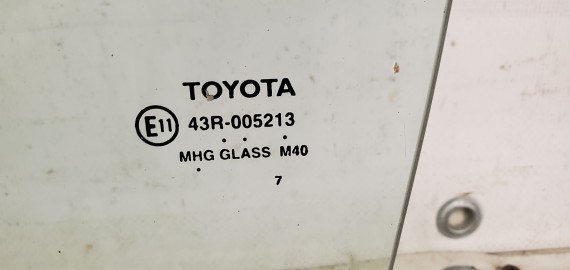 TOYOTA
E11 43R-005213
MHG GLASS M40
7